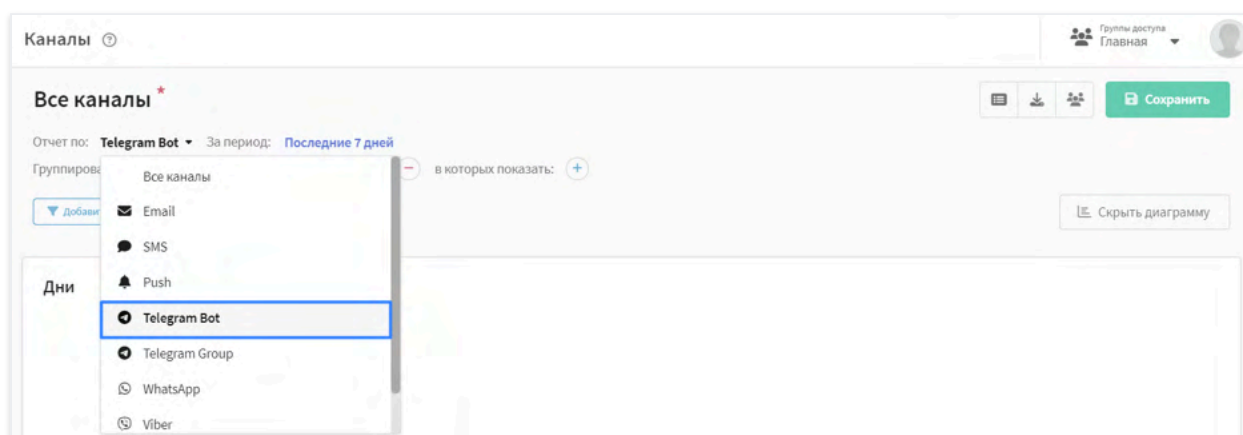 Каналы
Группы доступа
Главная
Все каналы *
Сохранить
Отчет по: Telegram Bot За период: Последние 7 дней
в которых показать:
Все каналы
Email
Скрыть диаграмму
SMS
Дни
Push
Telegram Bot
Telegram Group
WhatsApp
Viber